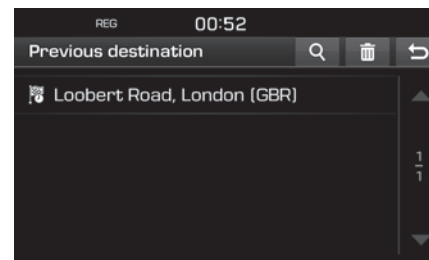 REG 00:52
Previous destination
Loobert Road, London (GBR)
1
1